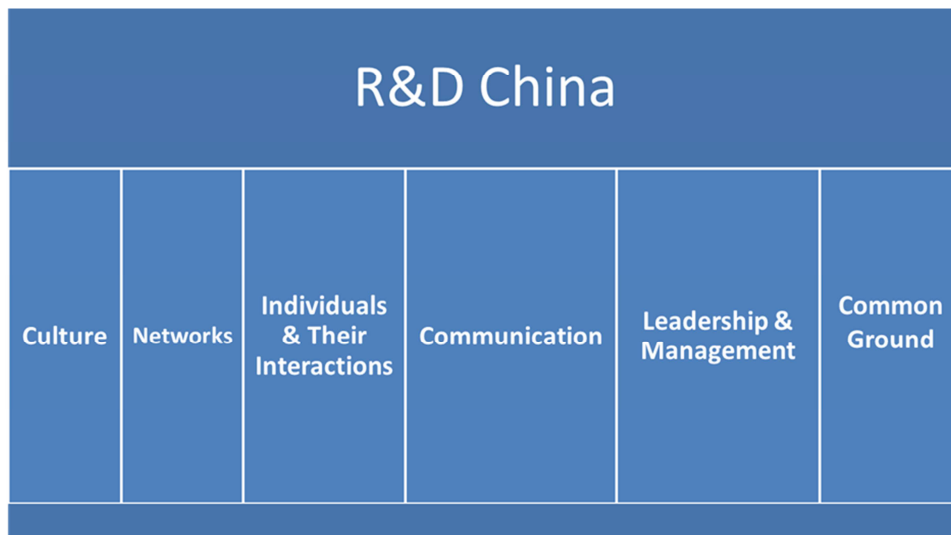 R&D China
Culture
Networks
Individuals
& Their
Interactions
Communication
Leadership &
Management
Common
Ground